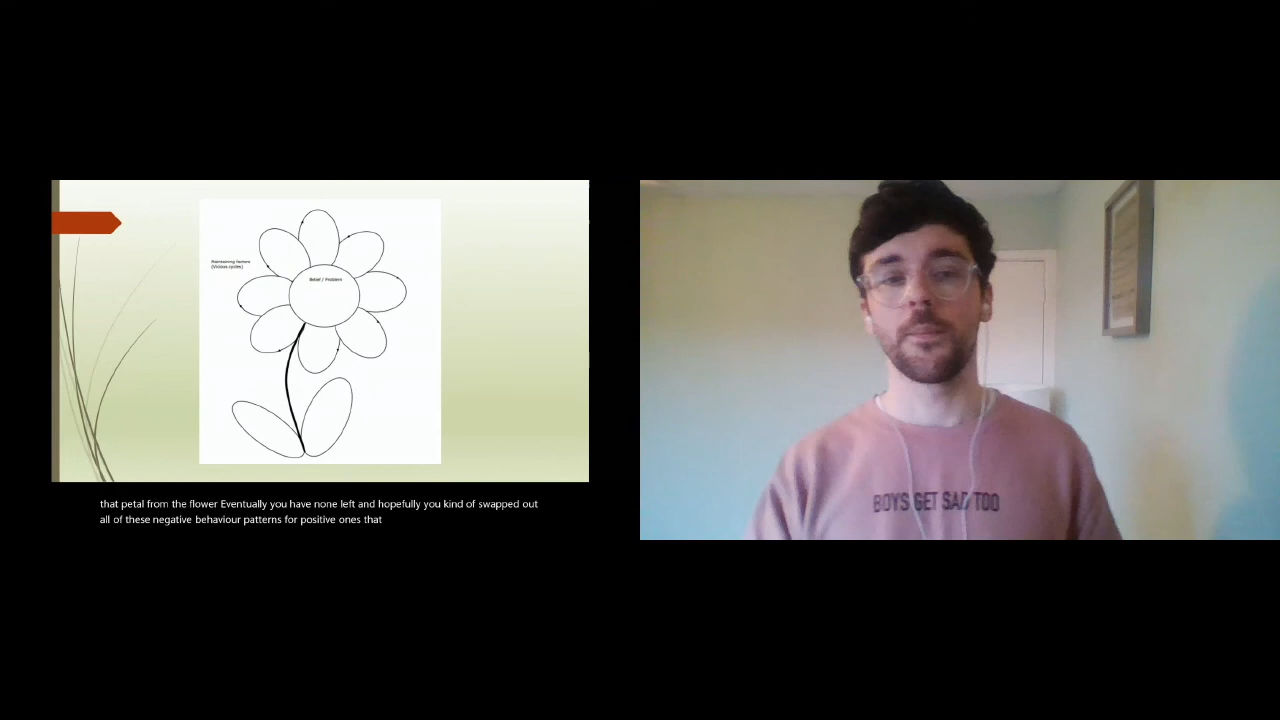 Maintaining factors
(Vicious cycles)
Belief / Problem
that petal from the flower Eventually you have none left and hopefully you kind of swapped out
all of these negative behaviour patterns for positive ones that
BOYS GET SAD TOO